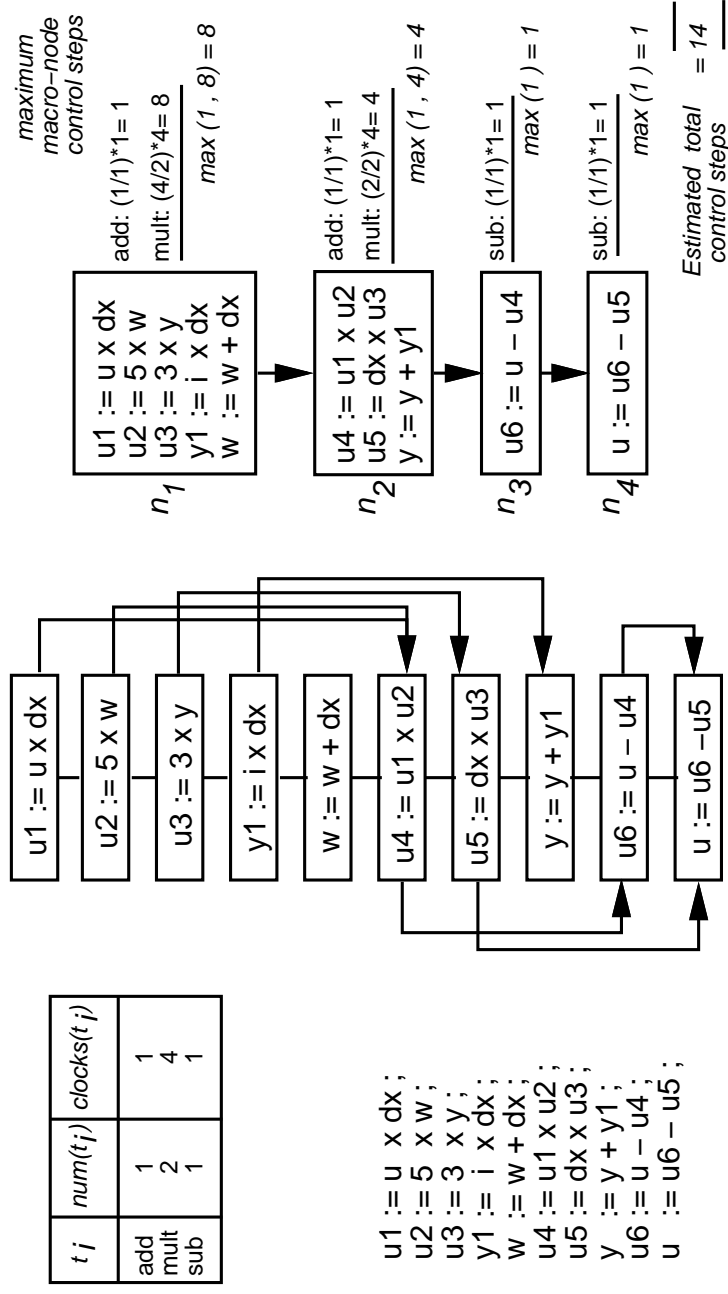 t j num(t j) clocks(t j)
add 1 1
mult 2 4
sub 1 1
u1 := u x dx ;
u2 := 5 x w ;
u3 := 3 x y ;
y1 := i x dx ;
w := w + dx ;
u4 := u1 x u2 ;
u5 := dx x u3 ;
y := y + y1 ;
u6 := u – u4 ;
u := u6 – u5 ;
u1 := u x dx
u2 := 5 x w
u3 := 3 x y
y1 := i x dx
w := w + dx
u4 := u1 x u2
u5 := dx x u3
y := y + y1
u6 := u – u4
u := u6 –u5
maximum
macro–node
control steps
n1
u1 := u x dx
u2 := 5 x w
u3 := 3 x y
y1 := i x dx
w := w + dx
add: (1/1)*1= 1
mult: (4/2)*4= 8
max (1 , 8) = 8
n2
u4 := u1 x u2
u5 := dx x u3
y := y + y1
add: (1/1)*1= 1
mult: (2/2)*4= 4
max (1 , 4) = 4
n3
u6 := u – u4
sub: (1/1)*1= 1
max (1 ) = 1
n4
u := u6 – u5
sub: (1/1)*1= 1
max (1 ) = 1
Estimated total
control steps = 14